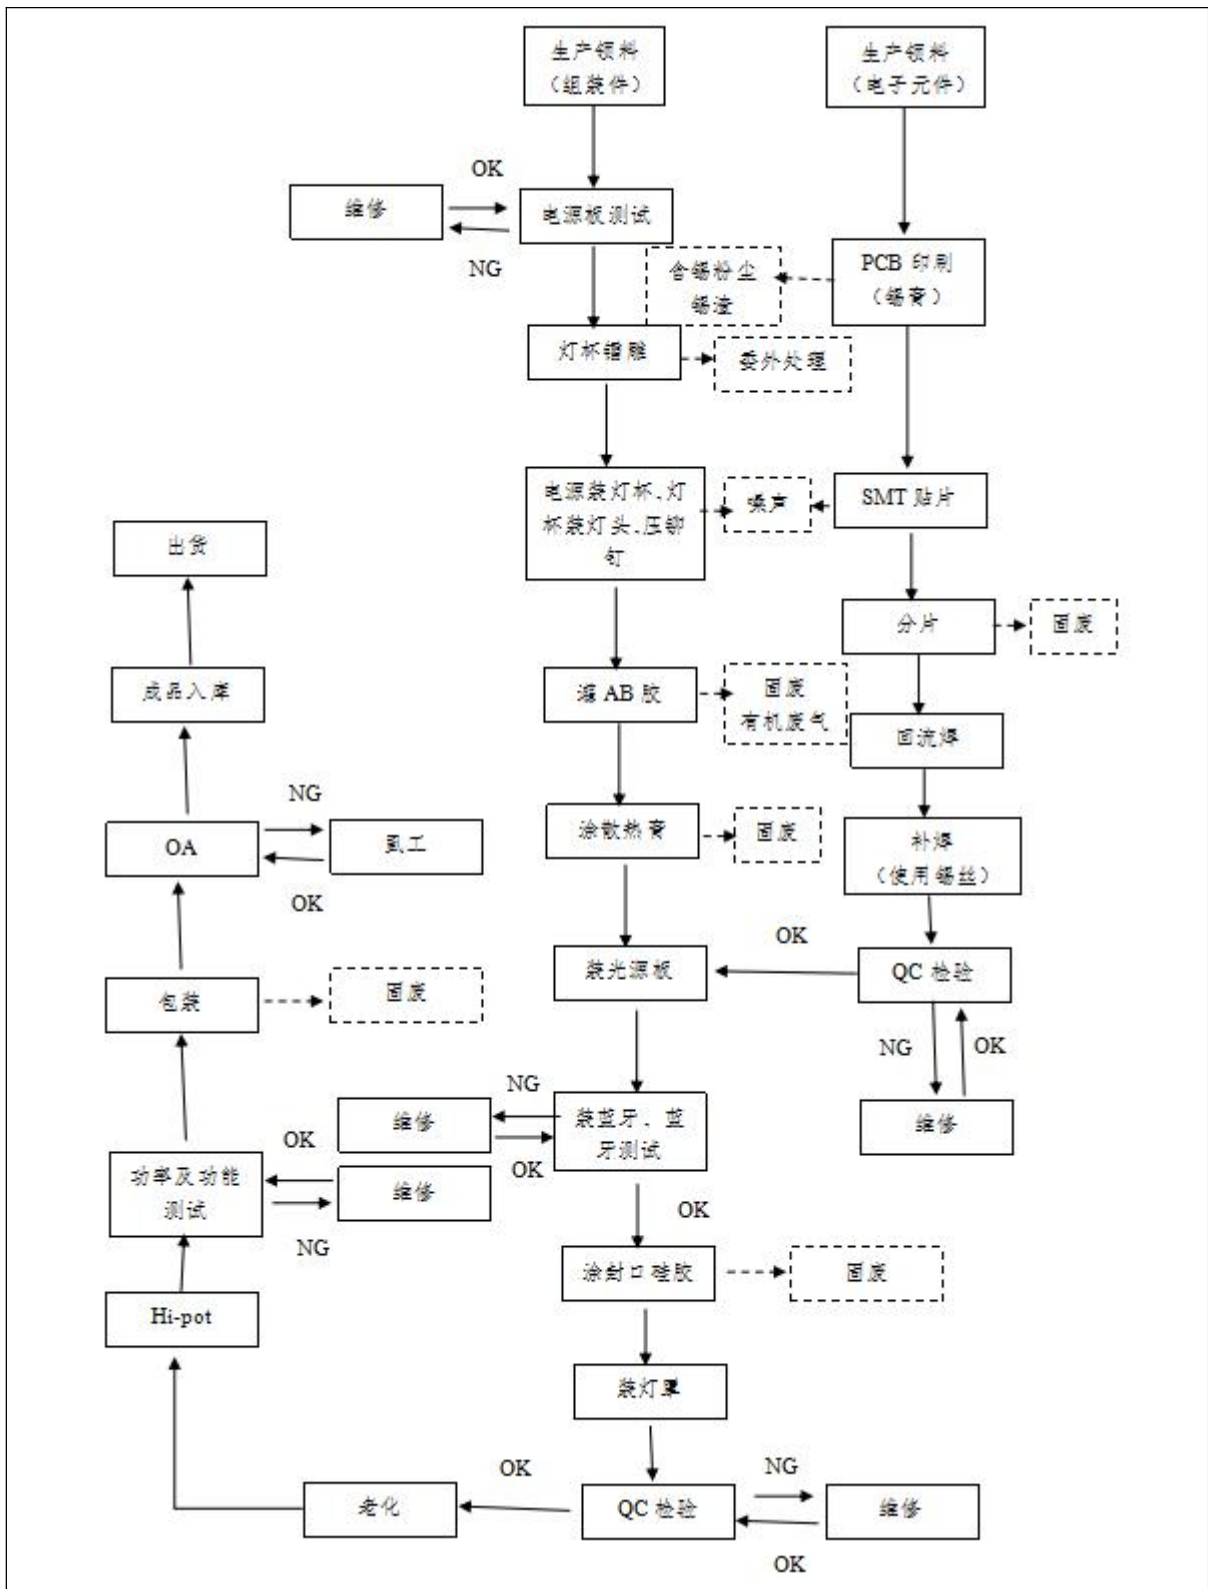 生产领料
(组装件)
生产领料
(电子元件)
OK
维修
电源板测试
NG
含锡粉尘
锡渣
PCB 印刷
(锡膏)
灯杯镭雕
委外处理
电源装灯杯、灯
杯装灯头、压铆
钉
噪声
SMT 贴片
出货
分片
固废
成品入库
灌AB 胶
固废
有机废气
回流焊
NG
OA
虱工
OK
涂散热膏
固废
补焊
(使用锡丝)
OK
装光源板
QC 检验
包装
固废
NG
OK
维修
NG
维修
OK
装蓝牙、蓝
牙测试
OK
功率及功能
测试
维修
NG
OK
涂封口硅胶
固废
Hi-pot
装灯罩
OK
NG
老化
QC 检验
维修
OK